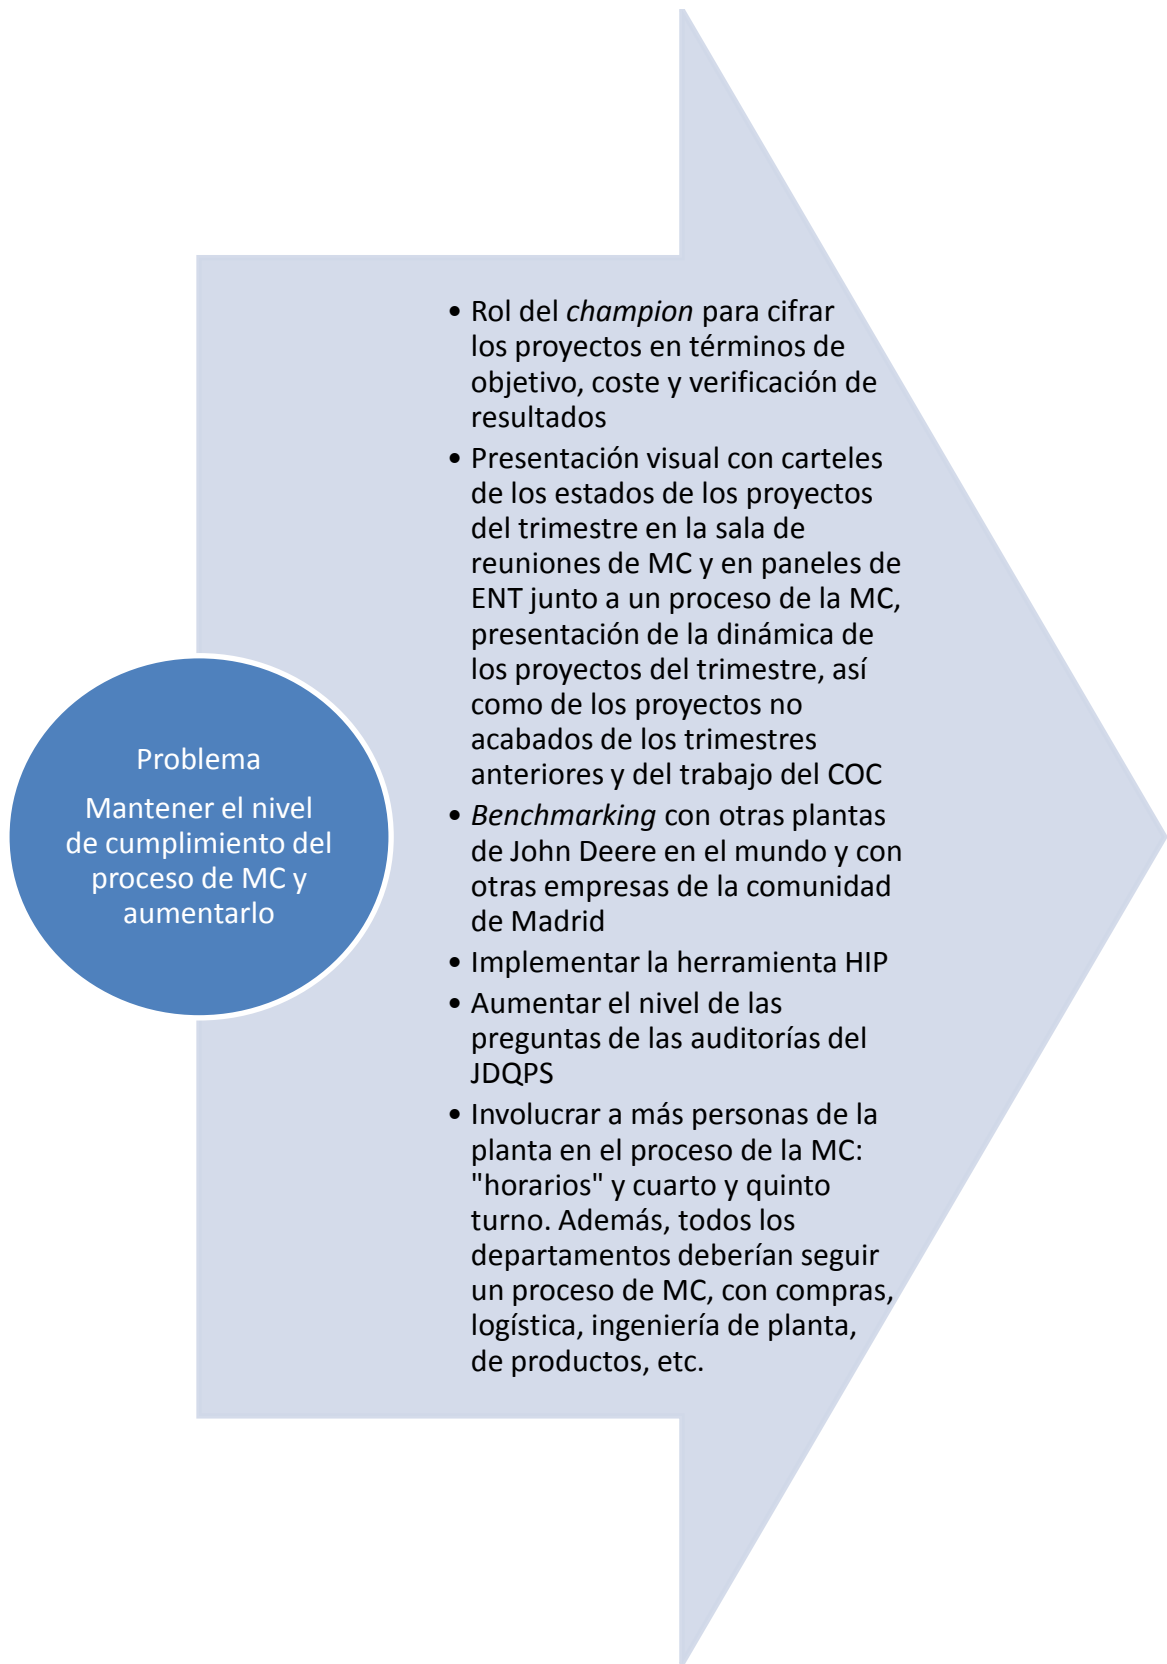 Problema
Mantener el nivel
de cumplimiento del
proceso de MC y
aumentarlo
• Rol del champion para cifrar
los proyectos en términos de
objetivo, coste y verificación de
resultados
• Presentación visual con carteles
de los estados de los proyectos
del trimestre en la sala de
reuniones de MC y en paneles de
ENT junto a un proceso de la MC,
presentación de la dinámica de
los proyectos del trimestre, así
como de los proyectos no
acabados de los trimestres
anteriores y del trabajo del COC
• Benchmarking con otras plantas
de John Deere en el mundo y con
otras empresas de la comunidad
de Madrid
• Implementar la herramienta HIP
• Aumentar el nivel de las
preguntas de las auditorías del
JDQPS
• Involucrar a más personas de la
planta en el proceso de la MC:
"horarios" y cuarto y quinto
turno. Además, todos los
departamentos deberían seguir
un proceso de MC, con compras,
logística, ingeniería de planta,
de productos, etc.